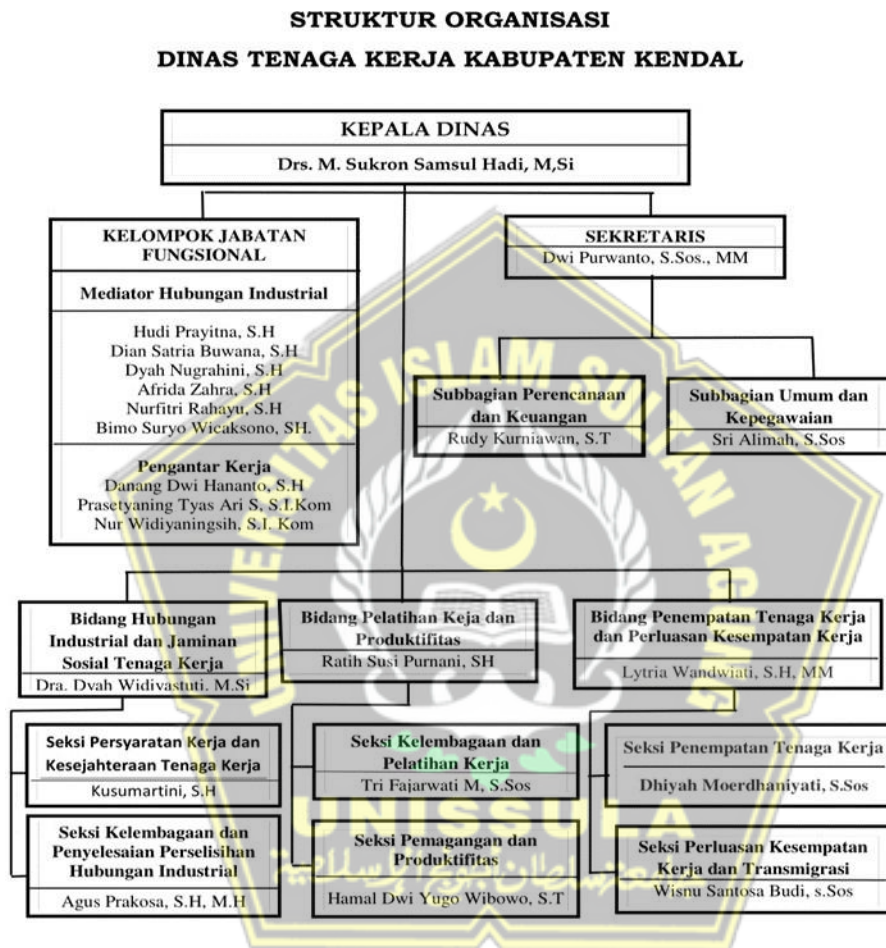 STRUKTUR ORGANISASI
DINAS TENAGA KERJA KABUPATEN KENDAL
KEPALA DINAS
Drs. M. Sukron Samsul Hadi, M,Si
KELOMPOK JABATAN
FUNGSIONAL
Mediator Hubungan Industrial
Hudi Prayitna, S.H
Dian Satria Buwana, S.H
Dyah Nugrahini, S.H
Afrida Zahra, S.H
Nurfitri Rahayu, S.H
Bimo Suryo Wicaksono, SH.
Pengantar Kerja
Danang Dwi Hananto, S.H
Prasetyaning Tyas Ari S, S.I.Kom
Nur Widiyaningsih, S.I. Kom
SEKRETARIS
Dwi Purwanto, S.Sos., MM
Subbagian Perencanaan
dan Keuangan
Rudy Kurniawan, S.T
Subbagian Umum dan
Kepegawaian
Sri Alimah, S,Sos
Bidang Hubungan
Industrial dan Jaminan
Sosial Tenaga Kerja
Dra. Dyah Widiyastuti. M.Si
Bidang Pelatihan Keja dan
Produktifitas
Ratih Susi Purnani, SH
Bidang Penempatan Tenaga Kerja
dan Perluasan Kesempatan Kerja
Lytria Wandwiati, S.H, MM
Seksi Persyaratan Kerja dan
Kesejahteraan Tenaga Kerja
Kusumartini, S.H
Seksi Kelembagaan dan
Pelatihan Kerja
Tri Fajarwati M, S.Sos
Seksi Penempatan Tenaga Kerja
Dhiyah Moerdhaniyati, S.Sos
Seksi Kelembagaan dan
Penyelesaian Perselisihan
Hubungan Industrial
Agus Prakosa, S.H, M.H
Seksi Pemagangan dan
Produktifitas
Hamal Dwi Yugo Wibowo, S.T
Seksi Perluasan Kesempatan
Kerja dan Transmigrasi
Wisnu Santosa Budi, s.Sos
UNIVERSITAS ISLAM SULTAN AGUNG
UNISSULA